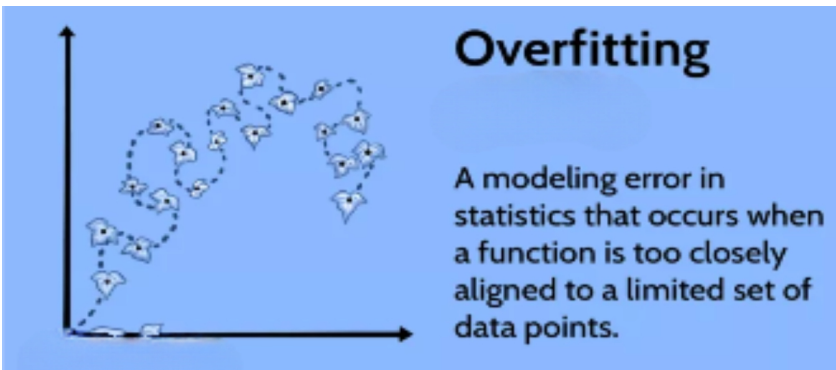 Overfitting
A modeling error in
statistics that occurs when
a function is too closely
aligned to a limited set of
data points.